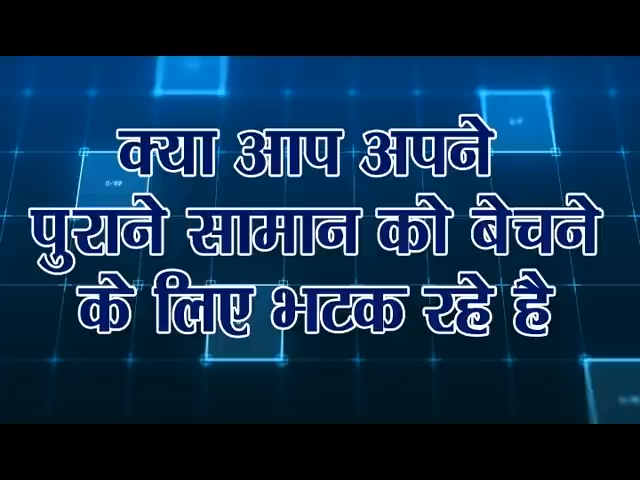 क्या आप अपने
पुराने सामान को बेचने
के लिए भटक रहे है